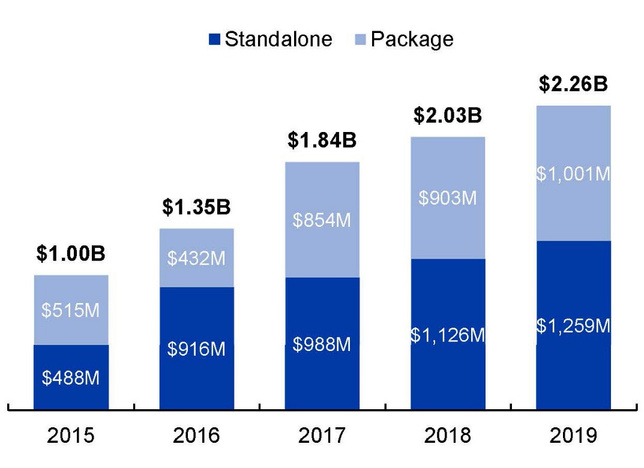 Standalone Package
$2.26B
$2.03B
$1.84B
$1,001M
$903M
$1.35B
$854M
$1.00B
$432M
$515M
$1,259M
$1,126M
$988M
$916M
$488M
2015 2016 2017 2018 2019